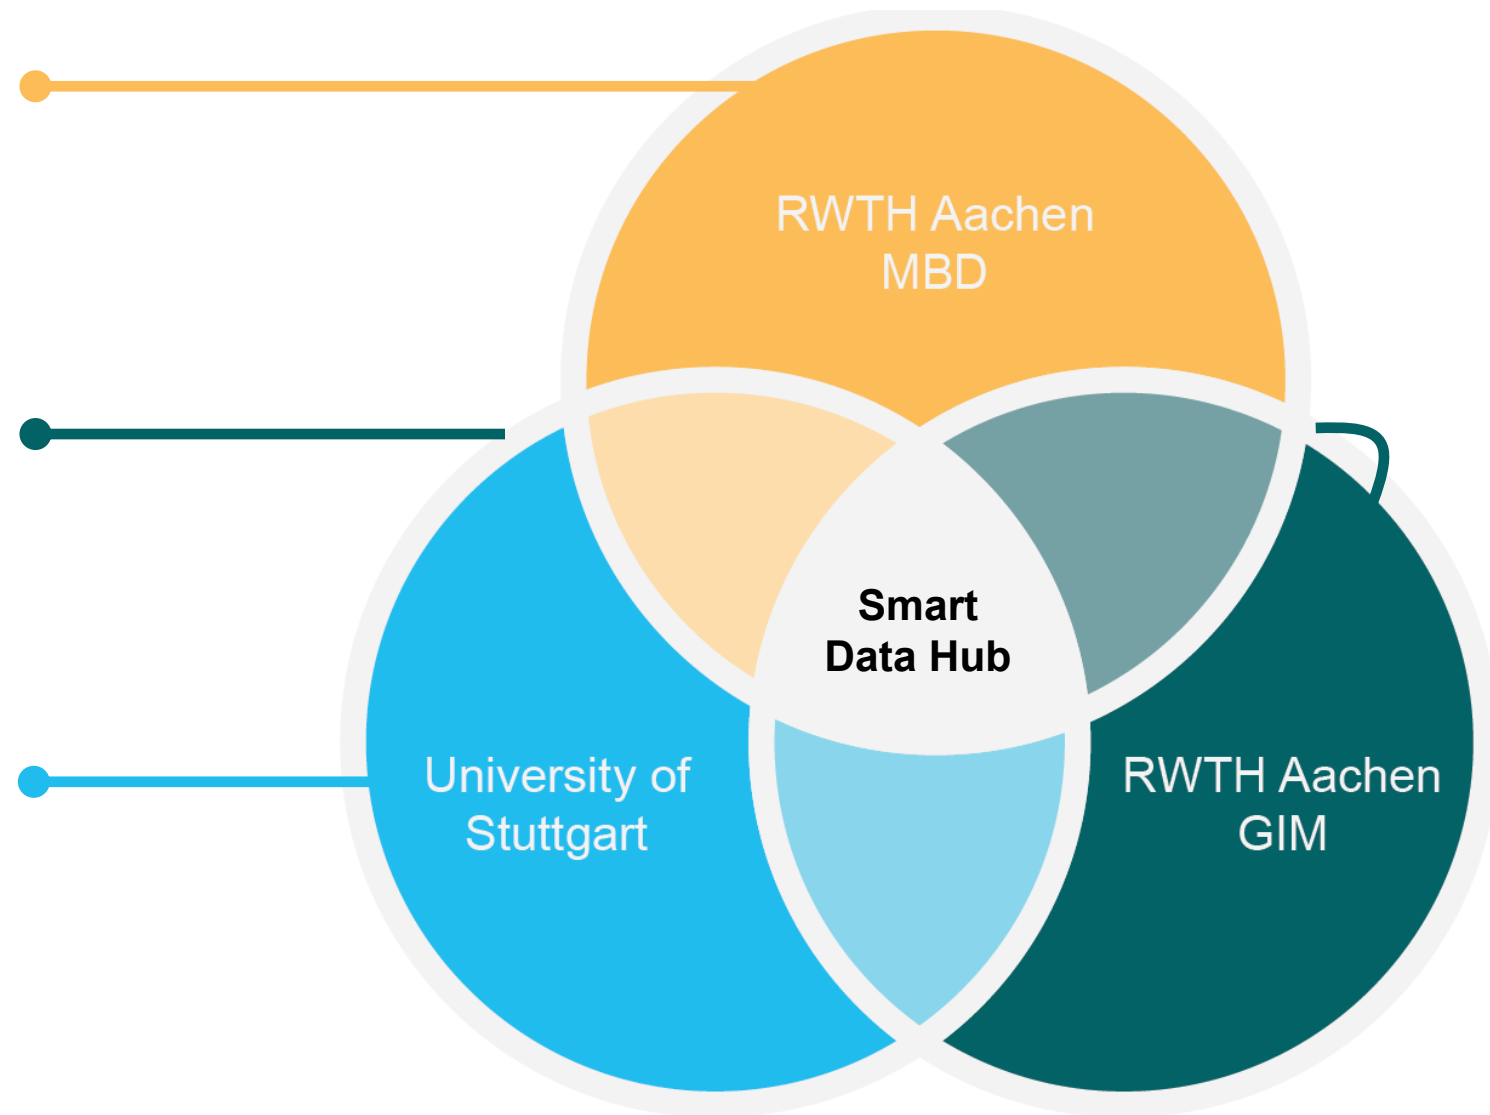 RWTH Aachen
MBD
Smart
Data Hub
University of
Stuttgart
RWTH Aachen
GIM